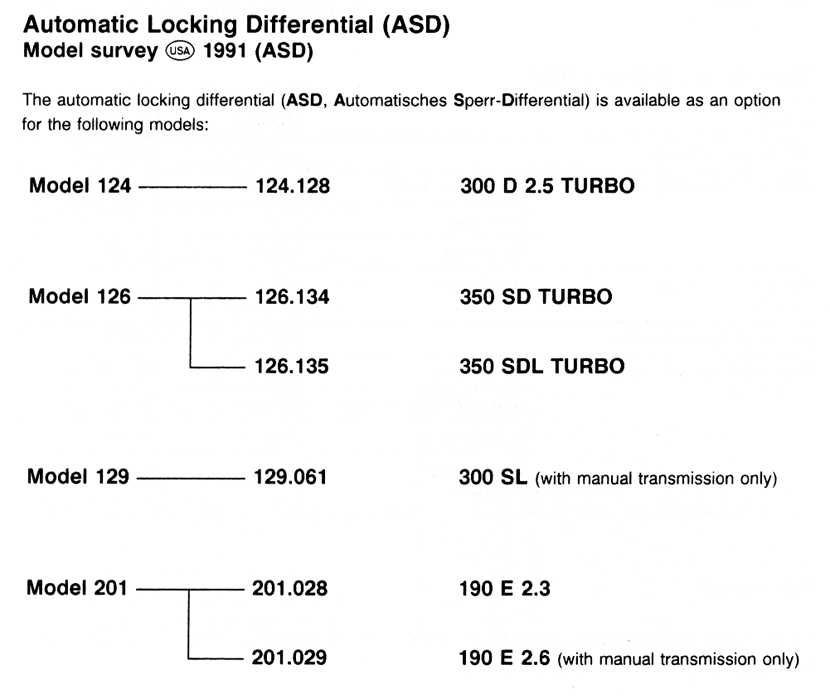 Automatic Locking Differential (ASD)
Model survey USA 1991 (ASD)
The automatic locking differential (ASD, Automatisches Sperr-Differential) is available as an option
for the following models:
Model 124 124.128 300 D 2.5 TURBO
Model 126 126.134 350 SD TURBO
126.135 350 SDL TURBO
Model 129 129.061 300 SL (with manual transmission only)
Model 201 201.028 190 E 2.3
201.029 190 E 2.6 (with manual transmission only)